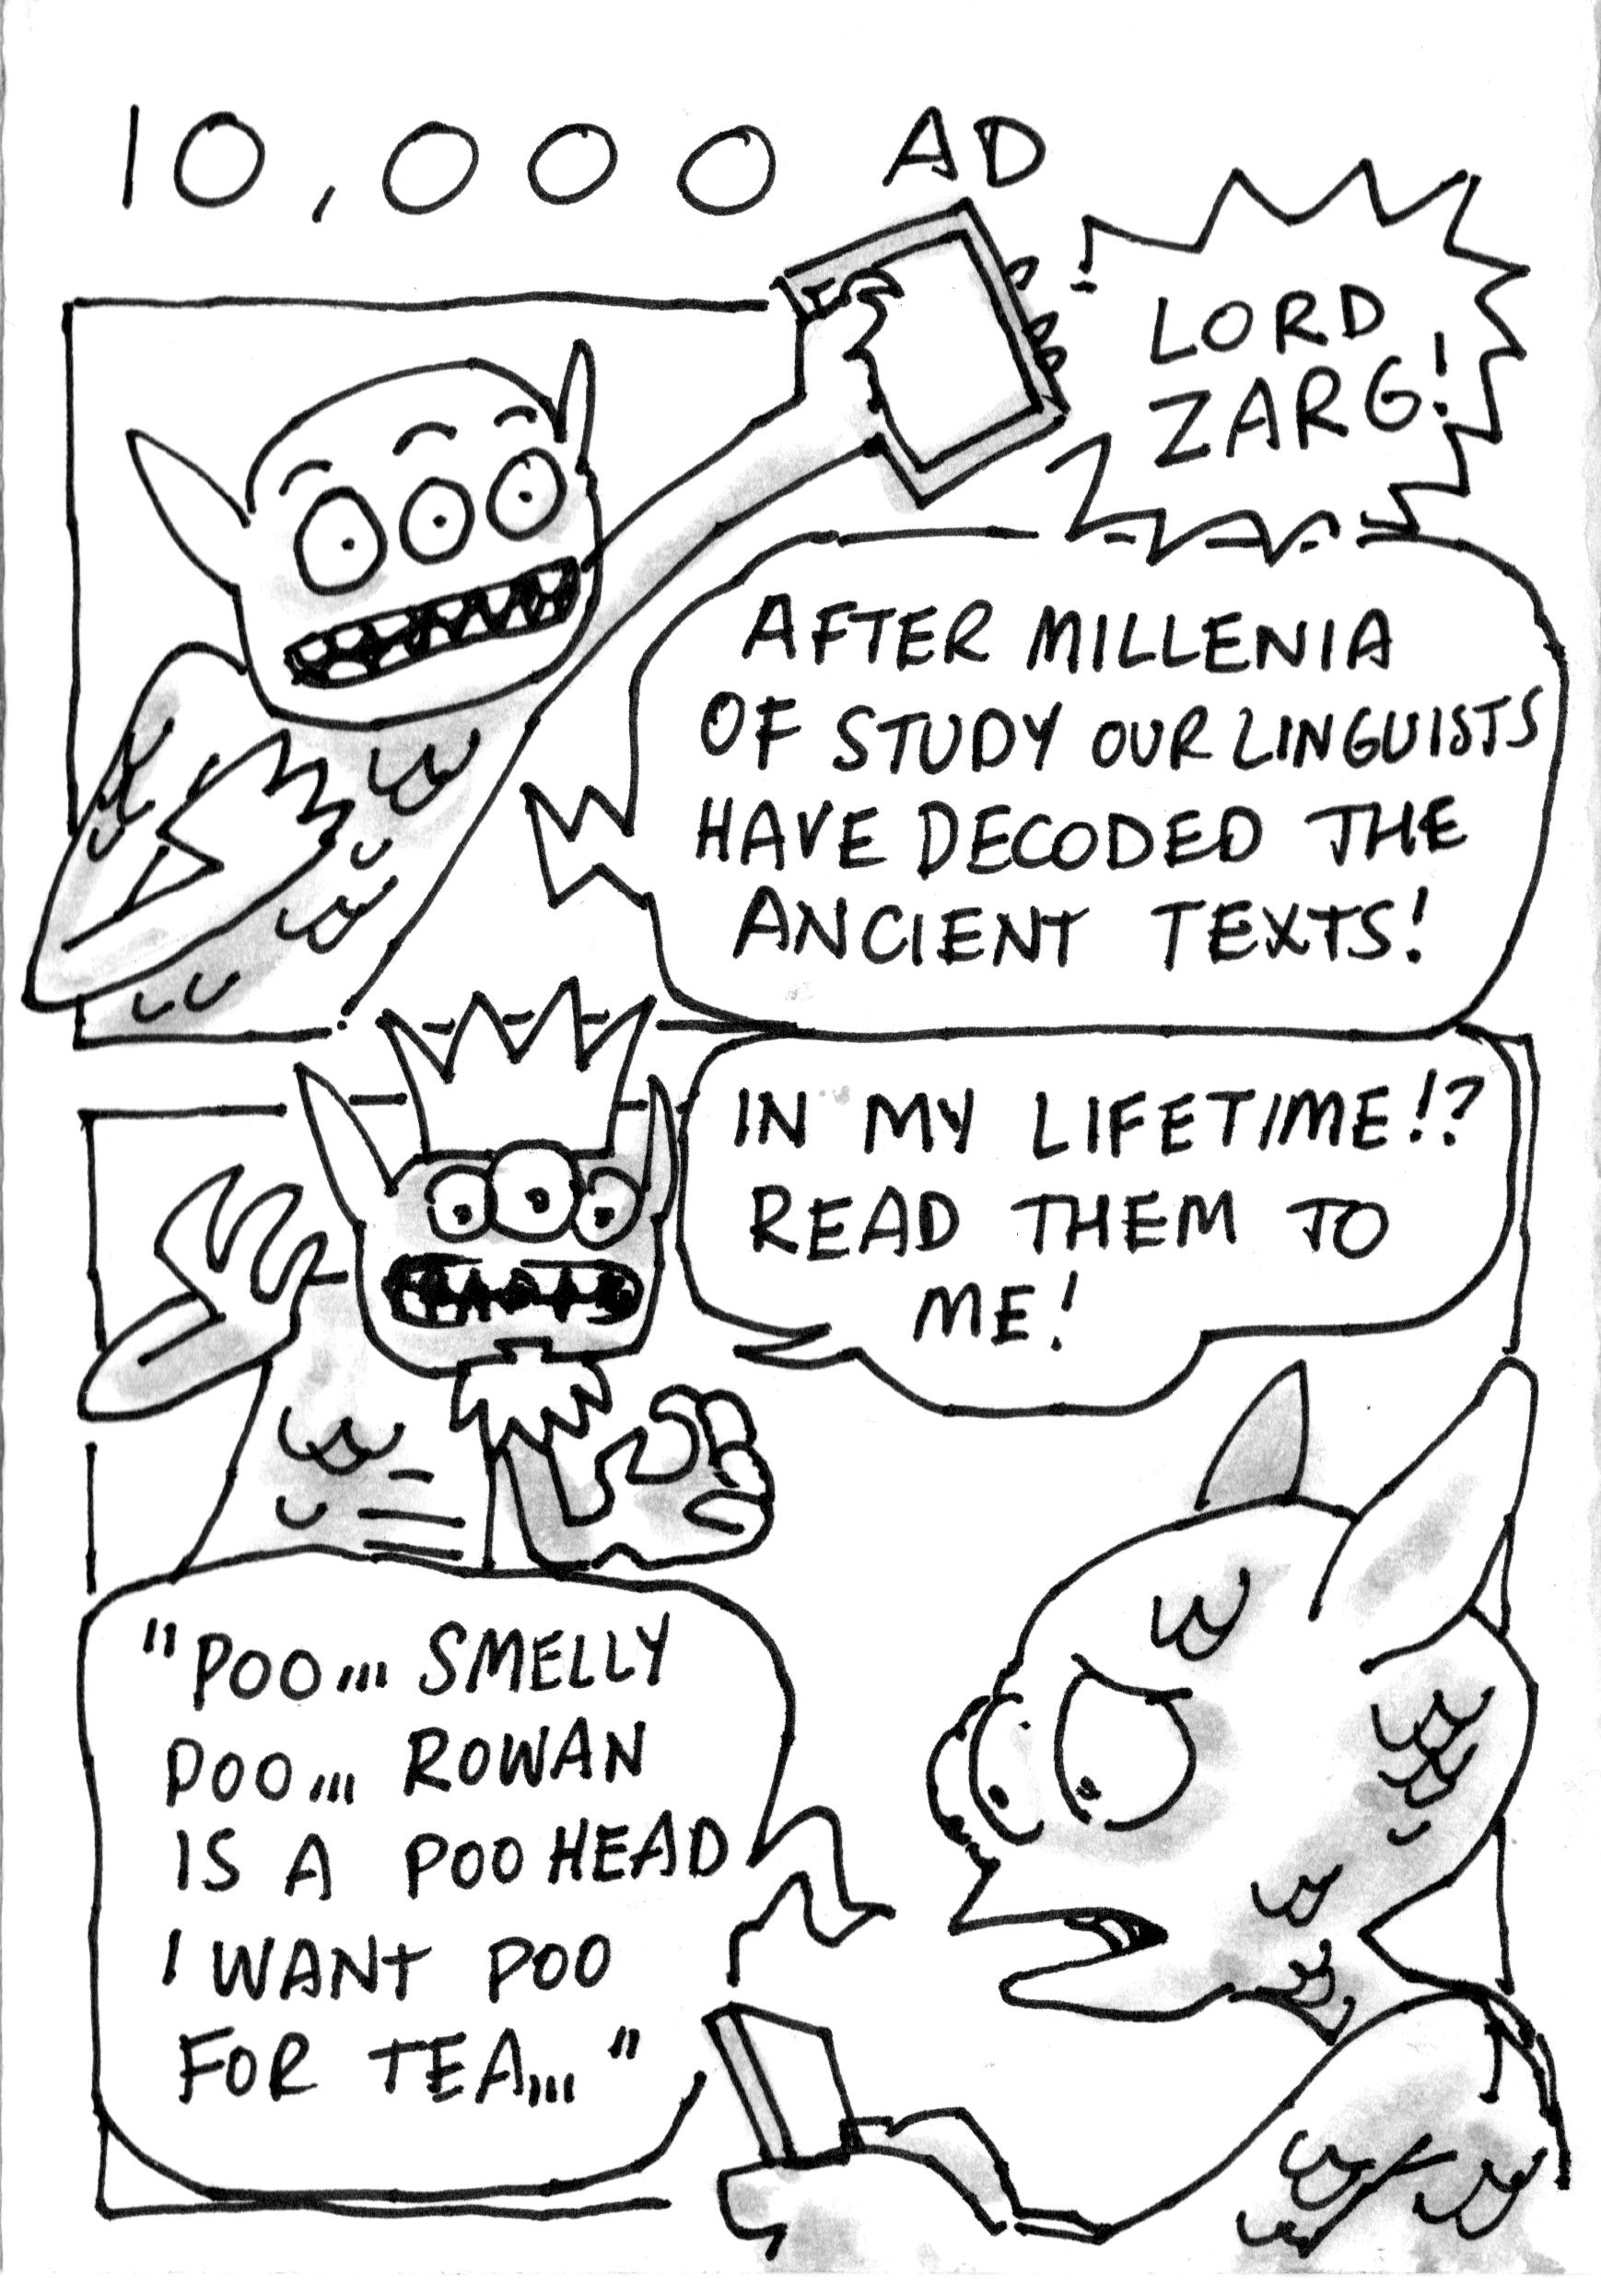 10,000 AD
LORD
ZARG!
AFTER MILLENIA
OF STUDY OUR LINGUISTS
HAVE DECODED THE
ANCIENT TEXTS!
IN MY LIFETIME!?
READ THEM TO
ME!
"POO... SMELLY
POO... ROWAN
IS A POO HEAD
I WANT POO
FOR TEA..."